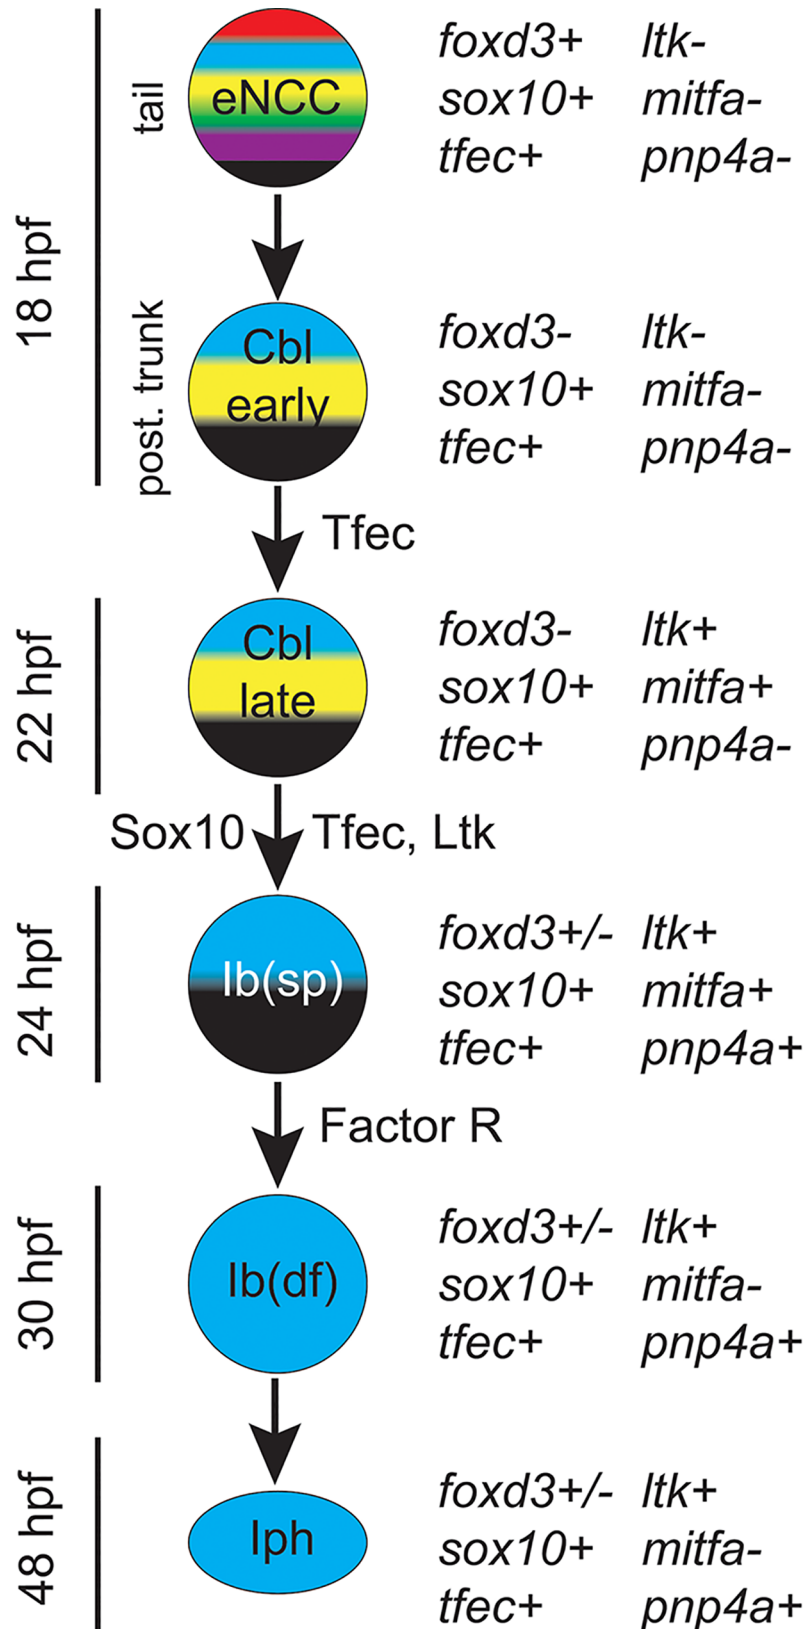 18 hpf
tail
eNCC
foxd3+ ltk-
sox10+ mitfa-
tfec+ pnp4a-
post. trunk
Cbl
early
foxd3- ltk-
sox10+ mitfa-
tfec+ pnp4a-
Tfec
22 hpf
Cbl
late
foxd3- ltk+
sox10+ mitfa+
tfec+ pnp4a-
Sox10 Tfec, Ltk
24 hpf
Ib(sp)
foxd3+/- ltk+
sox10+ mitfa+
tfec+ pnp4a+
Factor R
30 hpf
Ib(df)
foxd3+/- ltk+
sox10+ mitfa-
tfec+ pnp4a+
48 hpf
Iph
foxd3+/- ltk+
sox10+ mitfa-
tfec+ pnp4a+